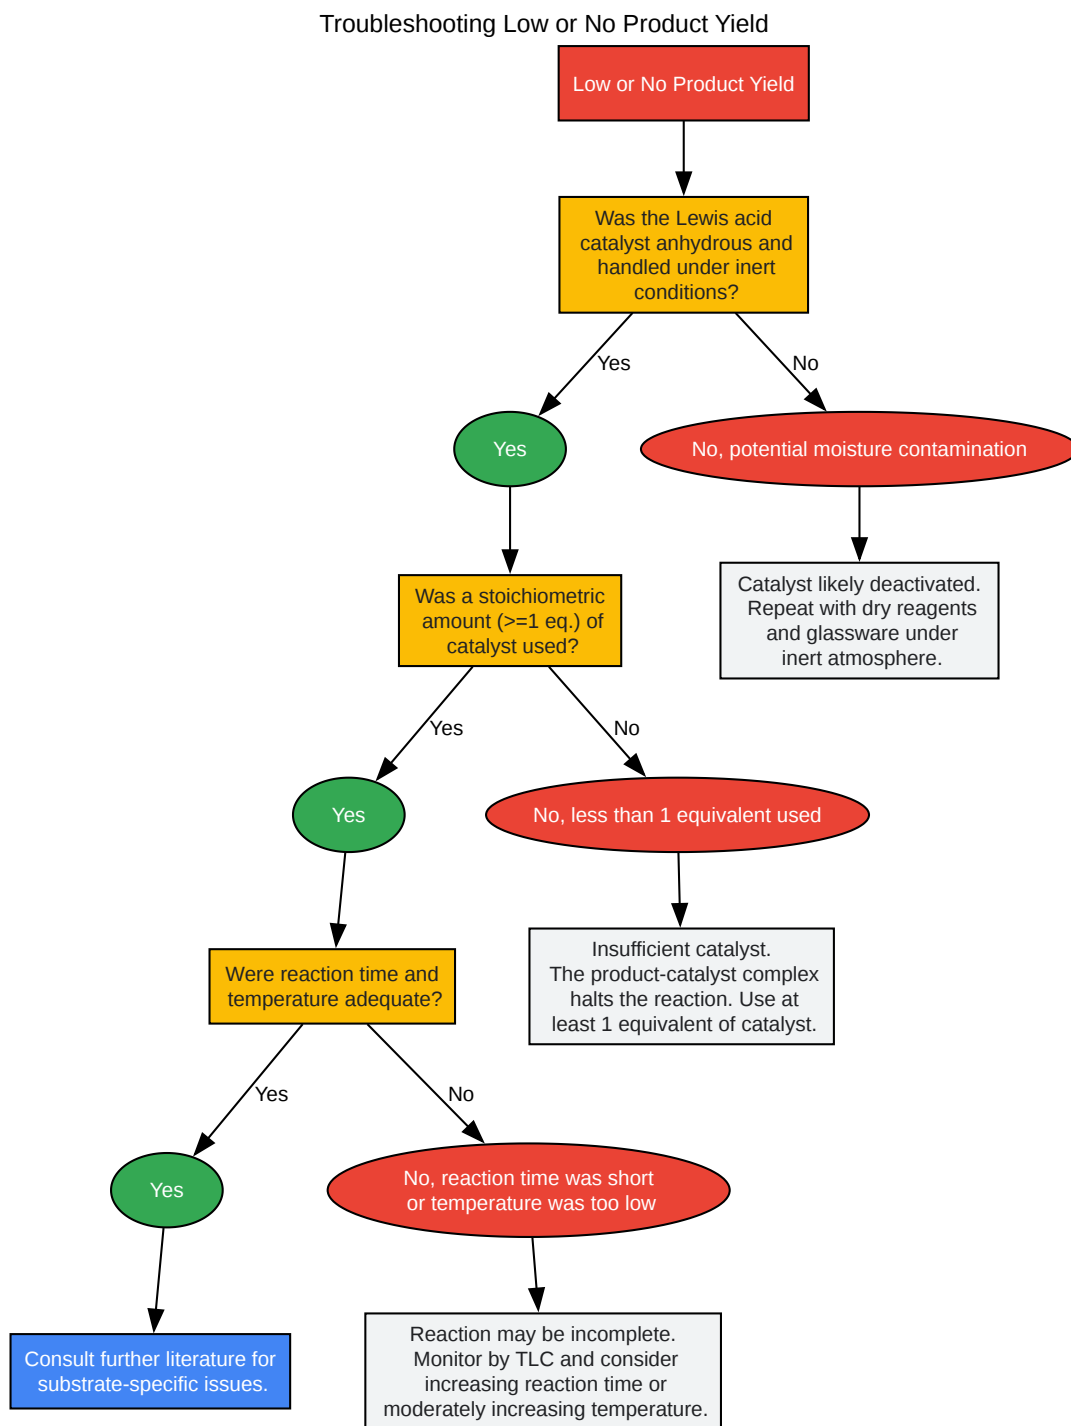 Troubleshooting Low or No Product Yield
Low or No Product Yield
Was the Lewis acid
catalyst anhydrous and
handled under inert
conditions?
Yes
No
Yes
No, potential moisture contamination
Was a stoichiometric
amount (>=1 eq.) of
catalyst used?
Catalyst likely deactivated.
Repeat with dry reagents
and glassware under
inert atmosphere.
Yes
No
Yes
No, less than 1 equivalent used
Were reaction time and
temperature adequate?
Insufficient catalyst.
The product-catalyst complex
halts the reaction. Use at
least 1 equivalent of catalyst.
Yes
No
Yes
No, reaction time was short
or temperature was too low
Consult further literature for
substrate-specific issues.
Reaction may be incomplete.
Monitor by TLC and consider
increasing reaction time or
moderately increasing temperature.